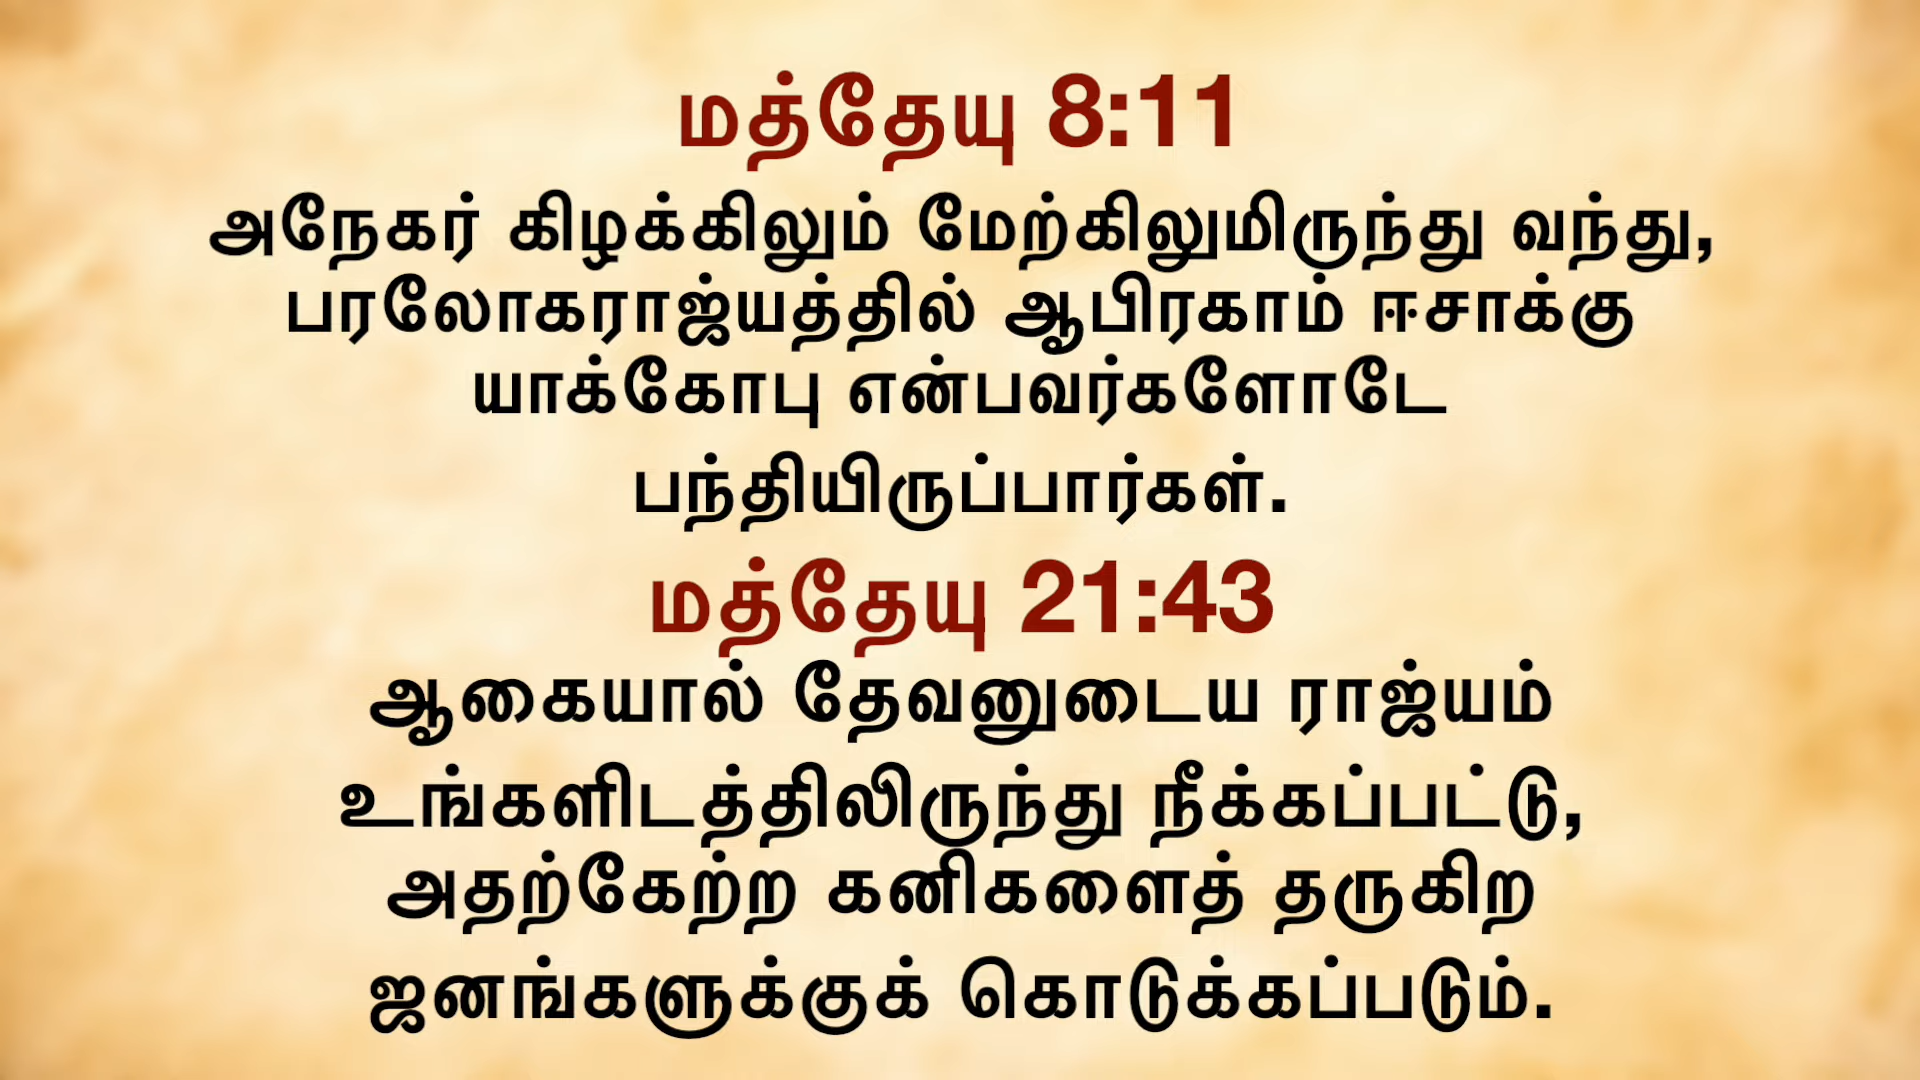 மத்தேயு 8:11
அநேகர் கிழக்கிலும் மேற்கிலுமிருந்து வந்து,
பரலோகராஜ்யத்தில் ஆபிரகாம் ஈசாக்கு
யாக்கோபு என்பவர்களோடே
பந்தியிருப்பார்கள்.
மத்தேயு 21:43
ஆகையால் தேவனுடைய ராஜ்யம்
உங்களிடத்திலிருந்து நீக்கப்பட்டு,
அதற்கேற்ற கனிகளைத் தருகிற
ஜனங்களுக்குக் கொடுக்கப்படும்.